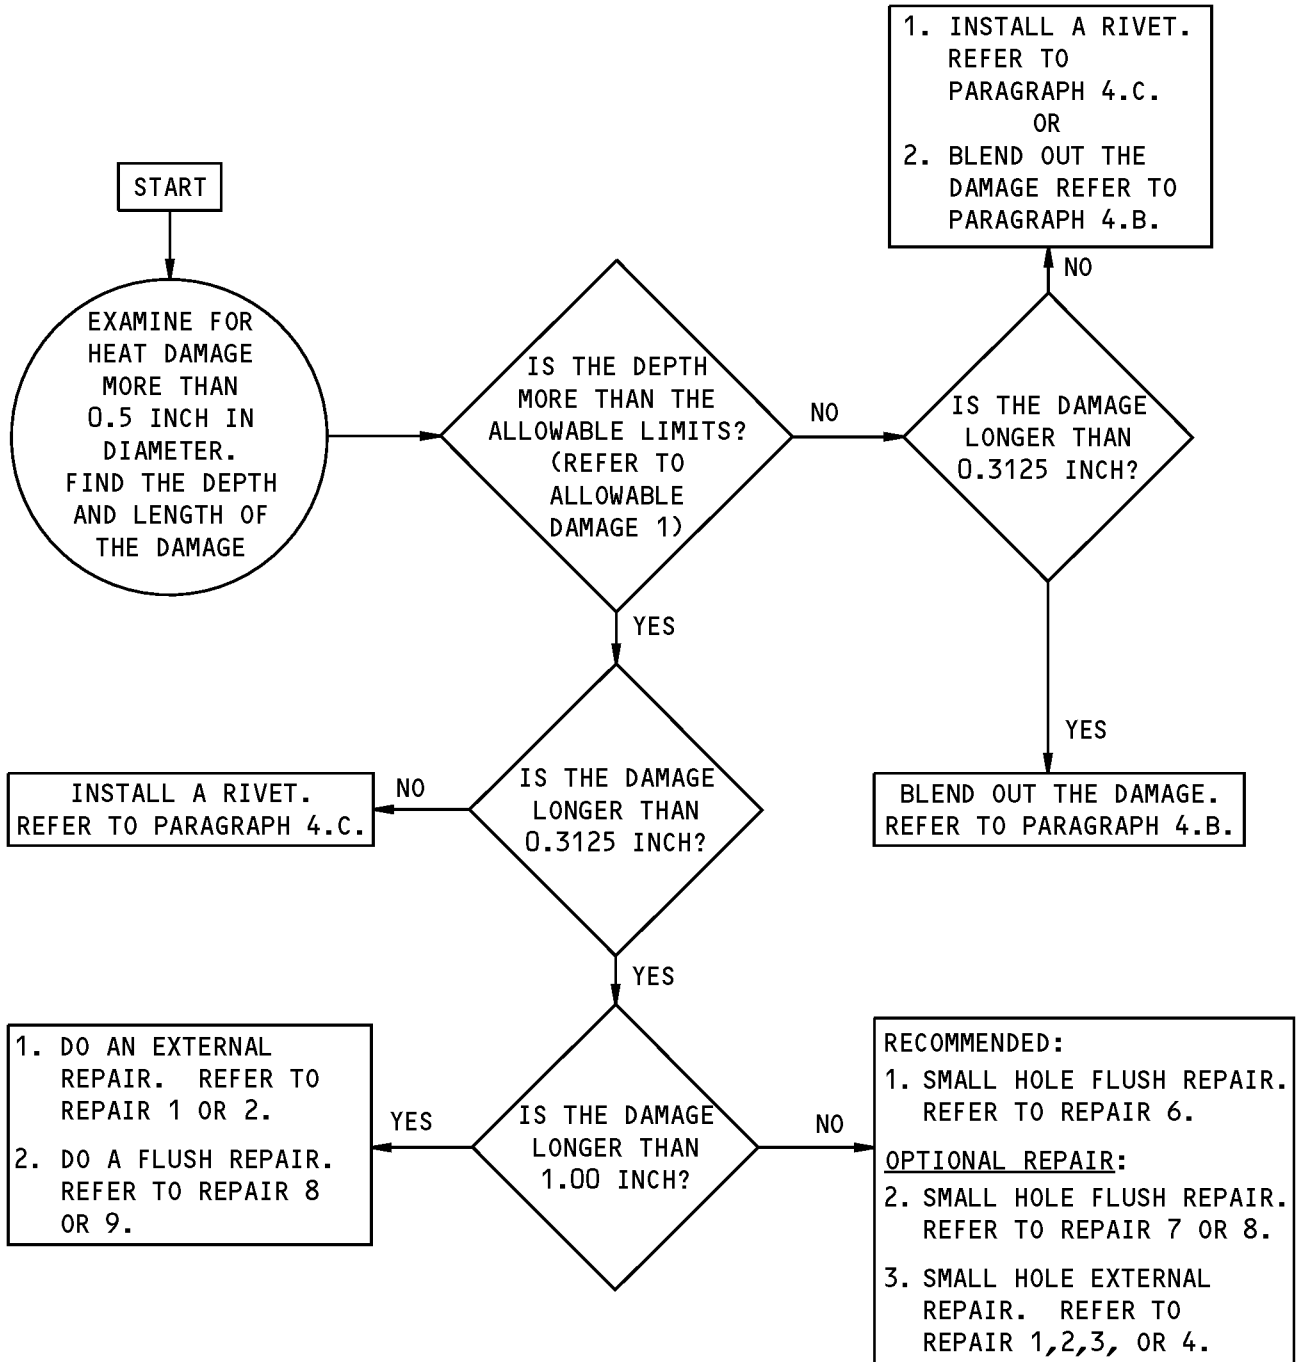 START
EXAMINE FOR
HEAT DAMAGE
MORE THAN
0.5 INCH IN
DIAMETER.
FIND THE DEPTH
AND LENGTH OF
THE DAMAGE
IS THE DEPTH
MORE THAN THE
ALLOWABLE LIMITS?
(REFER TO
ALLOWABLE
DAMAGE 1)
NO
IS THE DAMAGE
LONGER THAN
0.3125 INCH?
NO
1. INSTALL A RIVET.
REFER TO
PARAGRAPH 4.C.
OR
2. BLEND OUT THE
DAMAGE REFER TO
PARAGRAPH 4.B.
YES
BLEND OUT THE DAMAGE.
REFER TO PARAGRAPH 4.B.
YES
IS THE DAMAGE
LONGER THAN
0.3125 INCH?
NO
INSTALL A RIVET.
REFER TO PARAGRAPH 4.C.
YES
IS THE DAMAGE
LONGER THAN
1.00 INCH?
YES
1. DO AN EXTERNAL
REPAIR. REFER TO
REPAIR 1 OR 2.
2. DO A FLUSH REPAIR.
REFER TO REPAIR 8
OR 9.
NO
RECOMMENDED:
1. SMALL HOLE FLUSH REPAIR.
REFER TO REPAIR 6.
OPTIONAL REPAIR:
2. SMALL HOLE FLUSH REPAIR.
REFER TO REPAIR 7 OR 8.
3. SMALL HOLE EXTERNAL
REPAIR. REFER TO
REPAIR 1,2,3, OR 4.